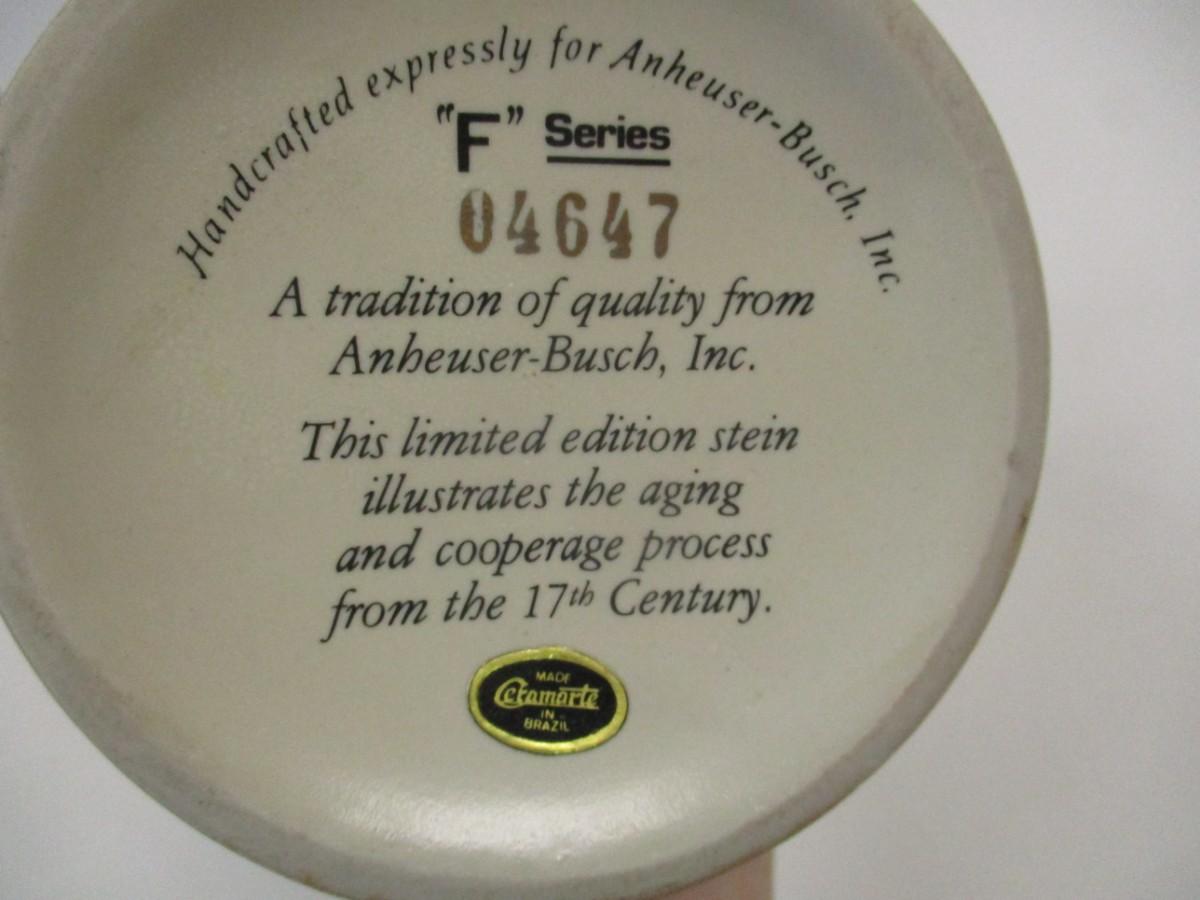 Handcrafted expressly for Anheuser-Busch, Inc.
"F" Series
04647
A tradition of quality from
Anheuser-Busch, Inc.
This limited edition stein
illustrates the aging
and cooperage process
from the 17th Century.
MADE
Ceramarte
IN
BRAZIL